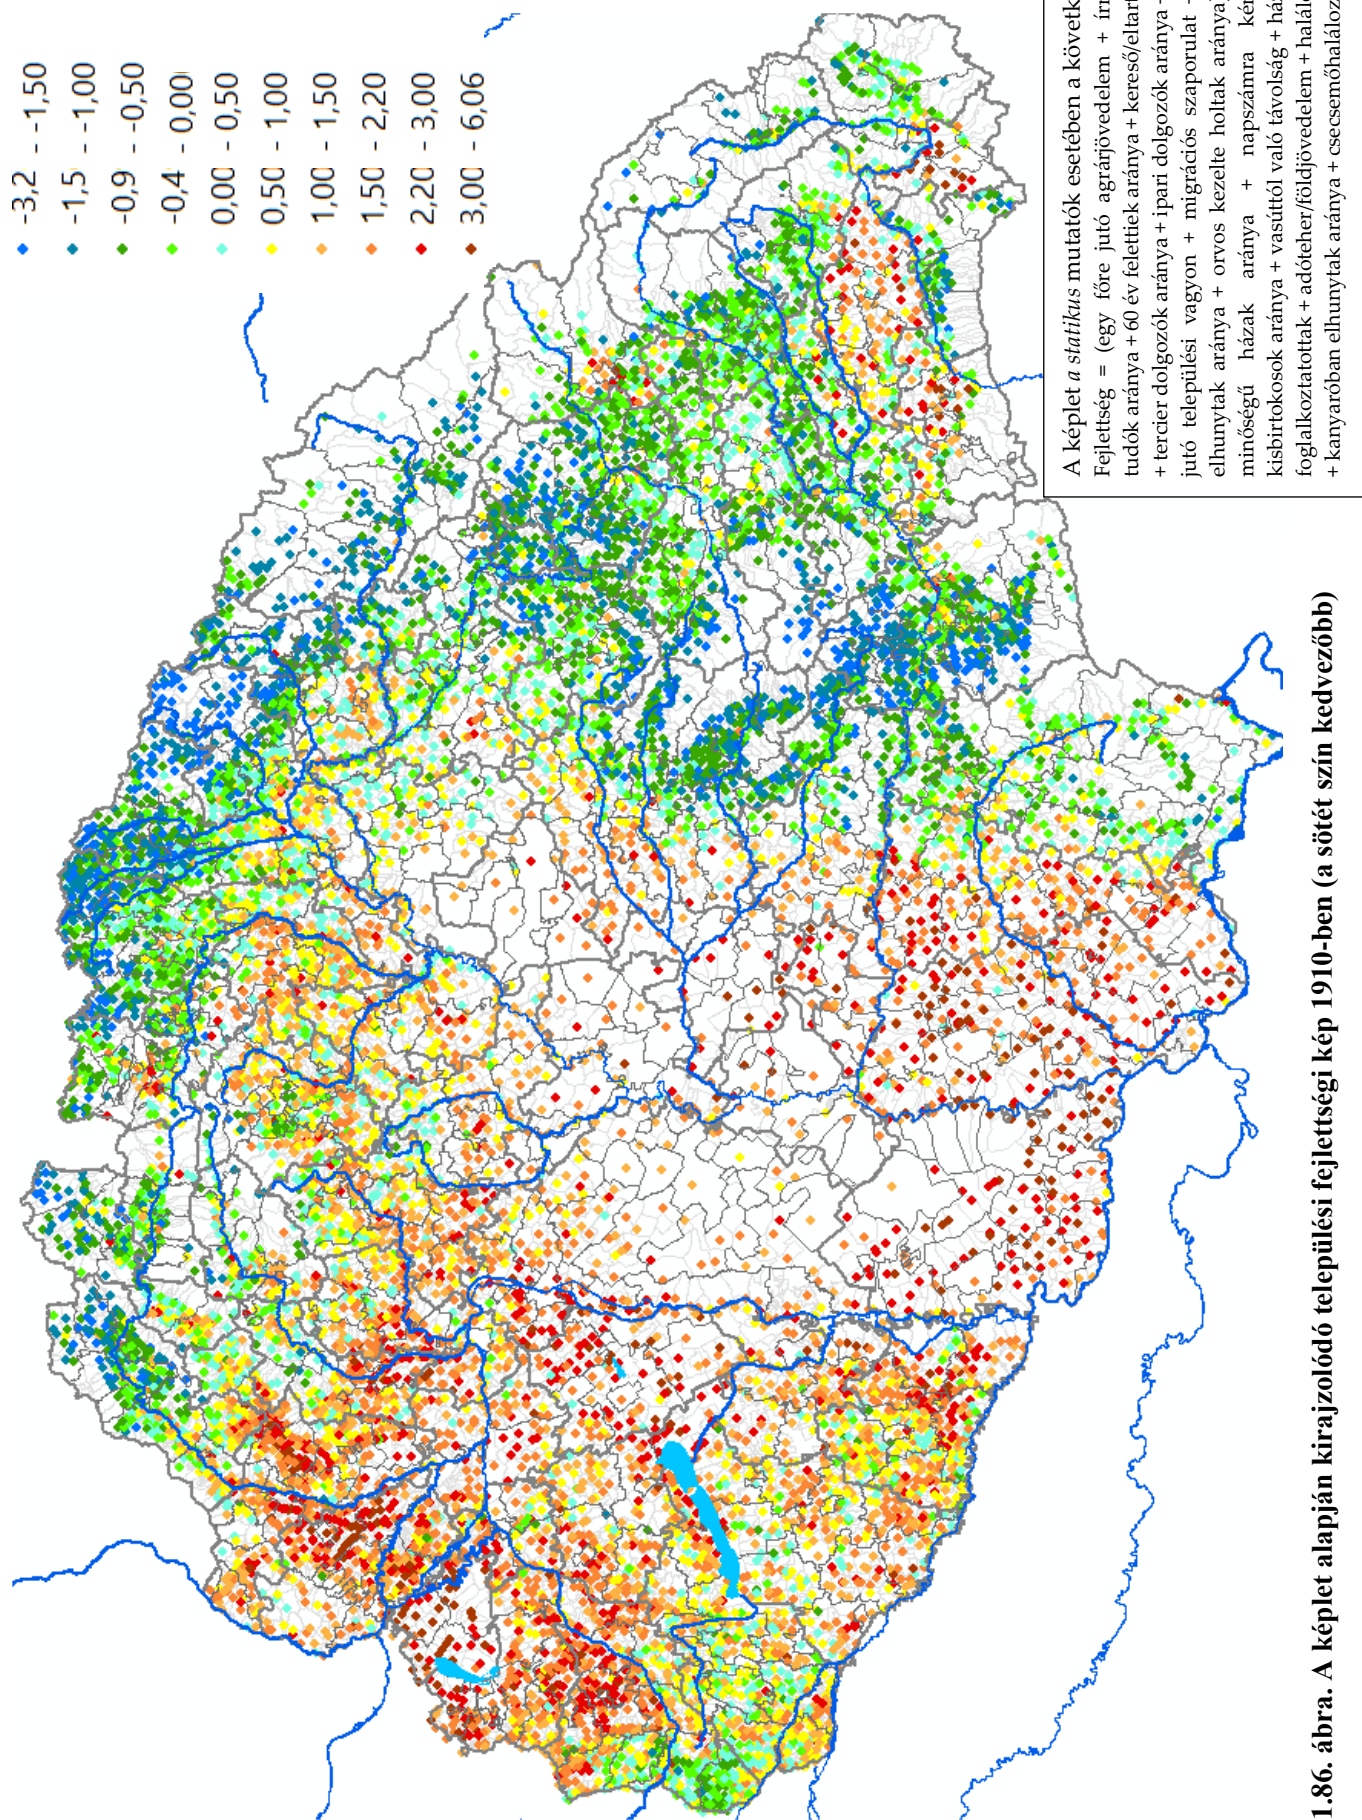 -3,2 - -1,50
-1,5 - -1,00
-0,9 - -0,50
-0,4 - 0,00
0,00 - 0,50
0,50 - 1,00
1,00 - 1,50
1,50 - 2,20
2,20 - 3,00
3,00 - 6,06
A képlet a statikus mutatók esetében a követk
Fejlettség = (egy főre jutó agrárjövedelem + ír
tudók aránya + 60 év felettiek aránya + kereső/eltart
+ tercier dolgozók aránya + ipari dolgozók aránya -
jutó települési vagyon + migrációs szaporulat -
elhunytak aránya + orvos kezelte holtak aránya)
minőségű házak aránya + napszámra kér
kisbirtokosok aránya + vasúttól való távolság + ház
foglalkoztatottak + adóteher/földjövedelem + halálo
+ kanyaróban elhunytak aránya + csecsemőhaláloz
1.86. ábra. A képlet alapján kirajzolódó települési fejlettségi kép 1910-ben (a sötét szín kedvezőbb)